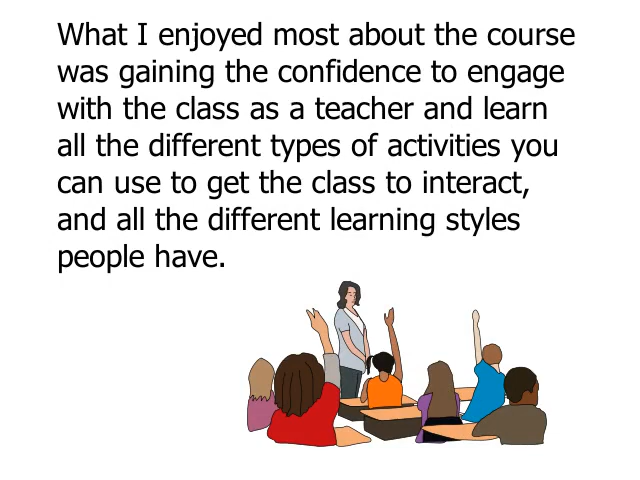 What I enjoyed most about the course
was gaining the confidence to engage
with the class as a teacher and learn
all the different types of activities you
can use to get the class to interact,
and all the different learning styles
people have.